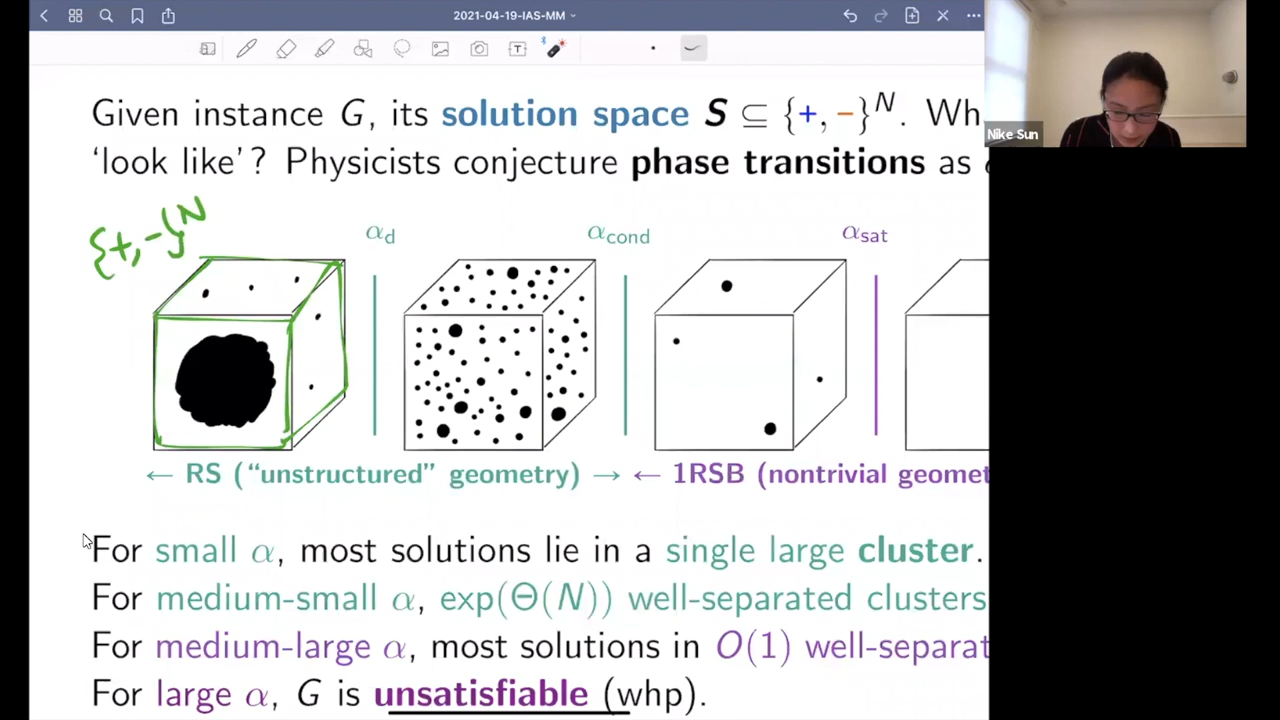 2021-04-19-IAS-MM
Given instance G, its solution space S ⊆ {+, −}^N. Wh
'look like'? Physicists conjecture phase transitions as
Nike Sun
{+,-}^N
α_d α_cond α_sat
← RS ("unstructured" geometry) → ← 1RSB (nontrivial geomet
For small α, most solutions lie in a single large cluster.
For medium-small α, exp(Θ(N)) well-separated clusters
For medium-large α, most solutions in O(1) well-separat
For large α, G is unsatisfiable (whp).